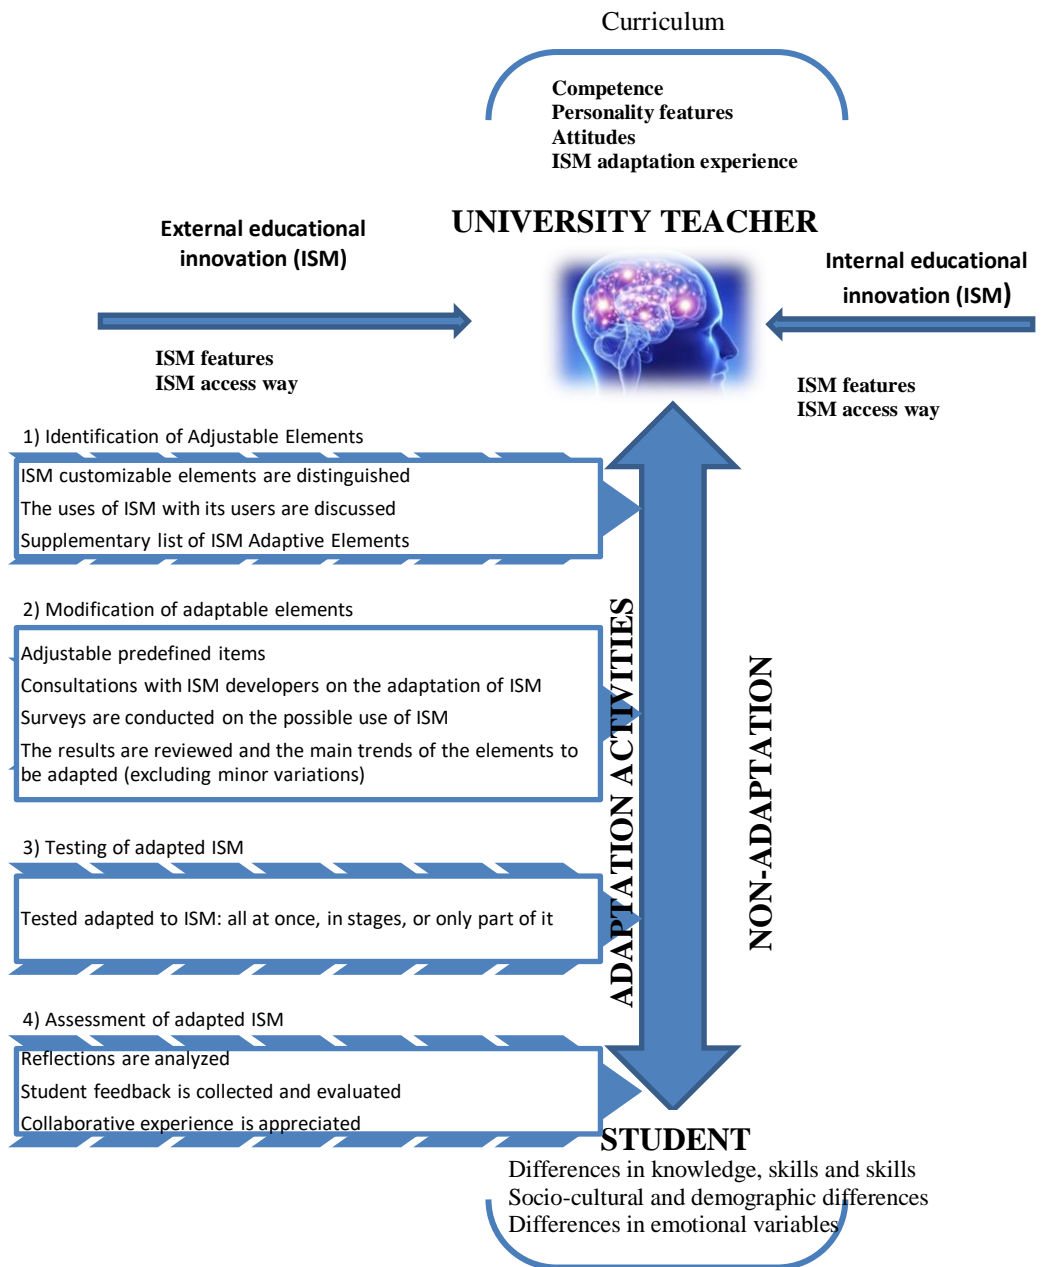 Curriculum
Competence
Personality features
Attitudes
ISM adaptation experience
UNIVERSITY TEACHER
External educational
innovation (ISM)
Internal educational
innovation (ISM)
ISM features
ISM access way
ISM features
ISM access way
1) Identification of Adjustable Elements
ISM customizable elements are distinguished
The uses of ISM with its users are discussed
Supplementary list of ISM Adaptive Elements
2) Modification of adaptable elements
Adjustable predefined items
Consultations with ISM developers on the adaptation of ISM
Surveys are conducted on the possible use of ISM
The results are reviewed and the main trends of the elements to
be adapted (excluding minor variations)
ADAPTATION ACTIVITIES
NON-ADAPTATION
3) Testing of adapted ISM
Tested adapted to ISM: all at once, in stages, or only part of it
4) Assessment of adapted ISM
Reflections are analyzed
Student feedback is collected and evaluated
Collaborative experience is appreciated
STUDENT
Differences in knowledge, skills and skills
Socio-cultural and demographic differences
Differences in emotional variables